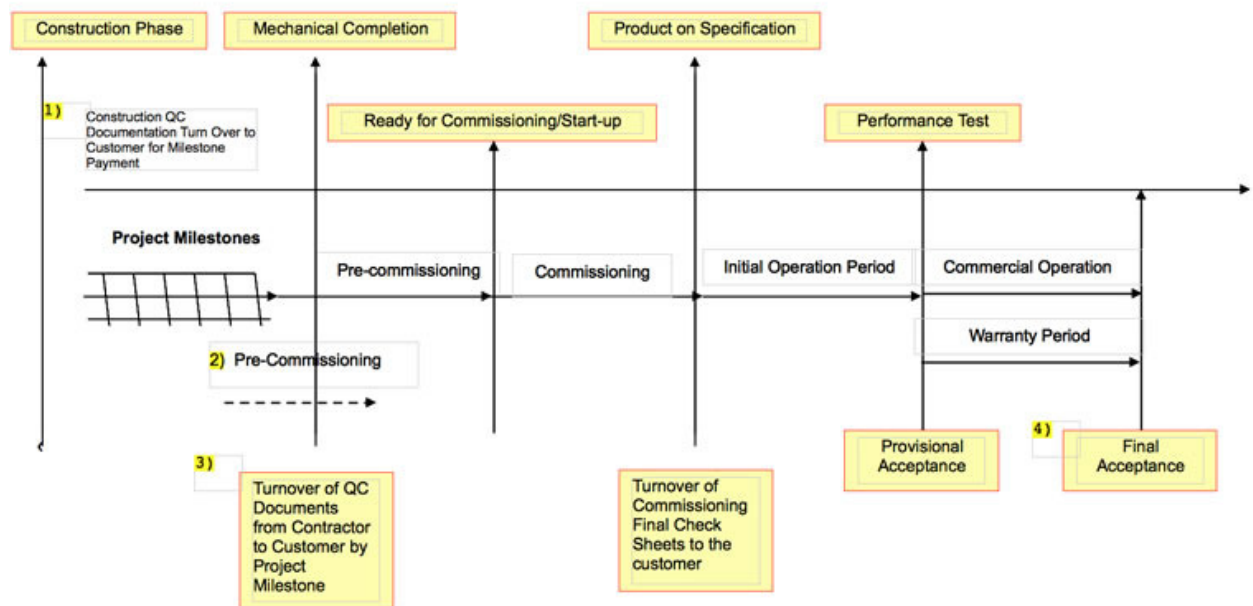 Construction Phase
Mechanical Completion
Product on Specification
1)
Construction QC
Documentation Turn Over to
Customer for Milestone
Payment
Ready for Commissioning/Start-up
Performance Test
Project Milestones
Pre-commissioning
Commissioning
Initial Operation Period
Commercial Operation
Warranty Period
2) Pre-Commissioning
3)
Turnover of QC
Documents
from Contractor
to Customer by
Project
Milestone
Turnover of
Commissioning
Final Check
Sheets to the
customer
Provisional
Acceptance
4)
Final
Acceptance